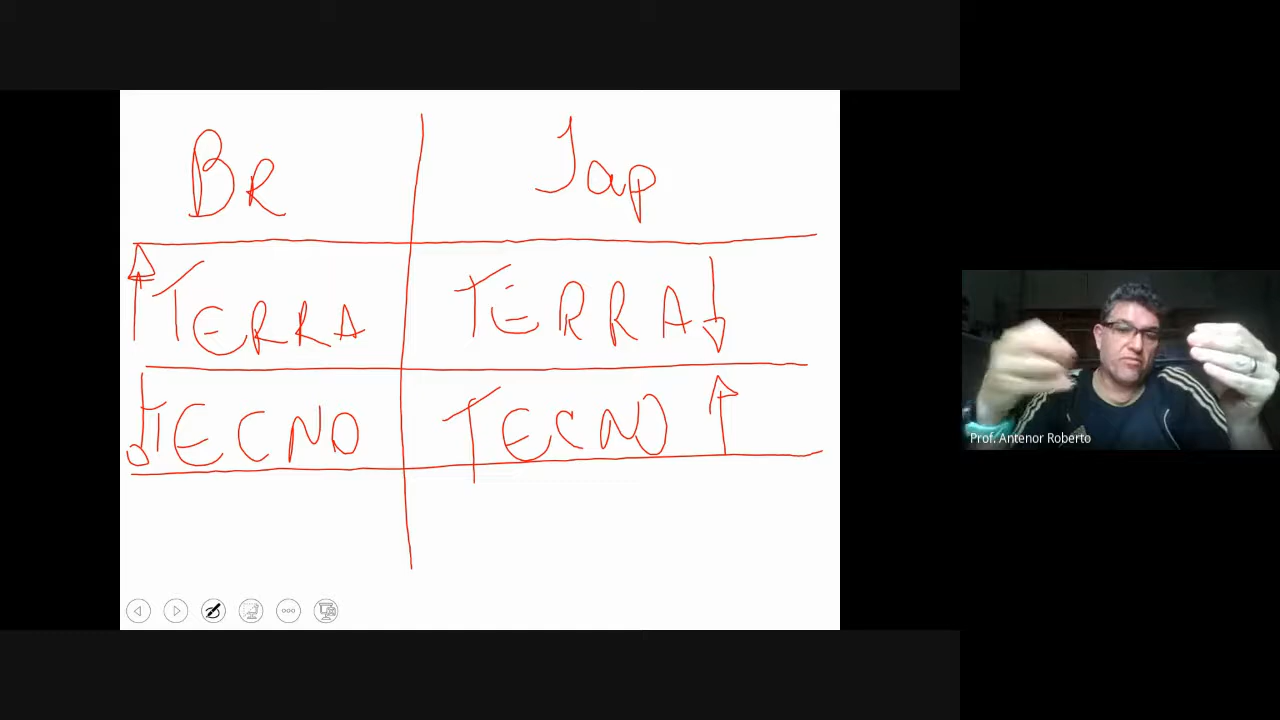 BR Jap
↑TERRA TERRA↓
↓TECNO TECNO↑
Prof. Antenor Roberto